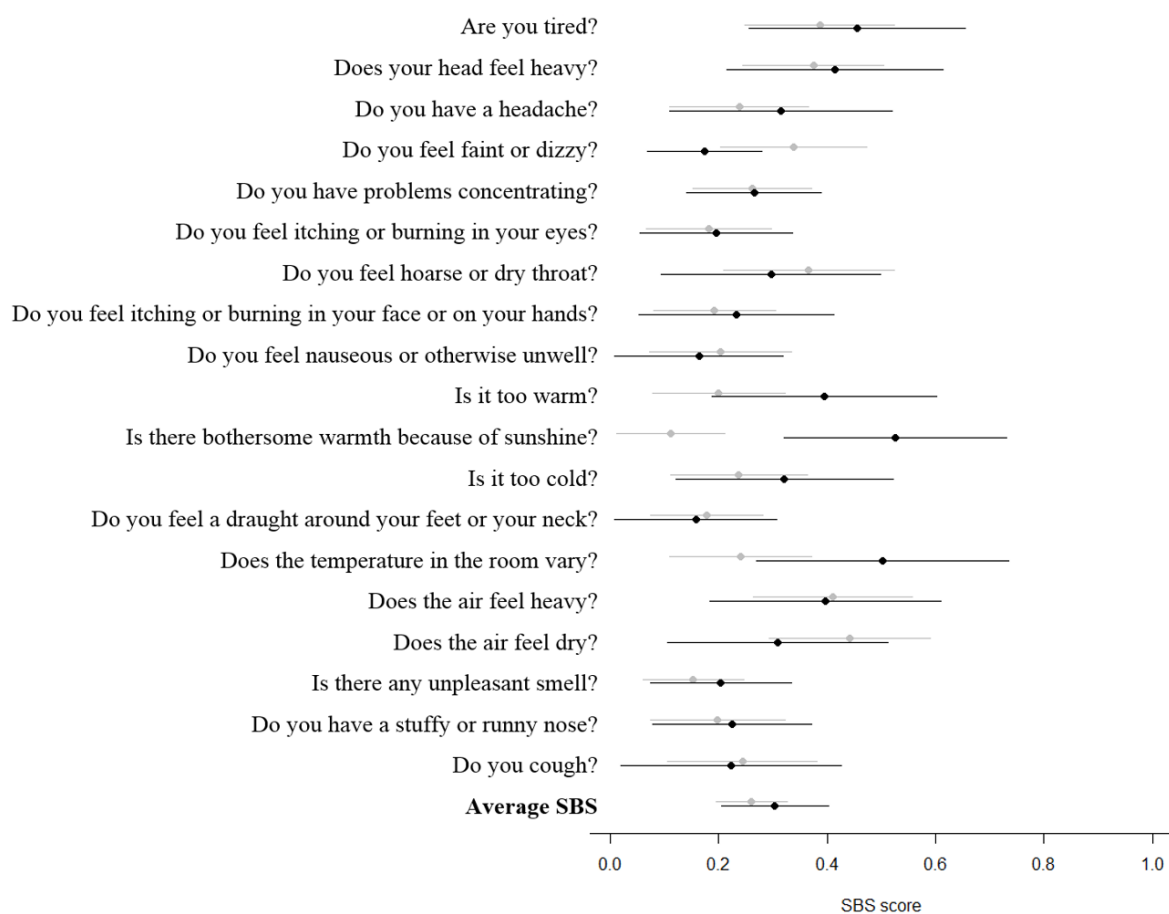 Are you tired?
Does your head feel heavy?
Do you have a headache?
Do you feel faint or dizzy?
Do you have problems concentrating?
Do you feel itching or burning in your eyes?
Do you feel hoarse or dry throat?
Do you feel itching or burning in your face or on your hands?
Do you feel nauseous or otherwise unwell?
Is it too warm?
Is there bothersome warmth because of sunshine?
Is it too cold?
Do you feel a draught around your feet or your neck?
Does the temperature in the room vary?
Does the air feel heavy?
Does the air feel dry?
Is there any unpleasant smell?
Do you have a stuffy or runny nose?
Do you cough?
Average SBS
0.0 0.2 0.4 0.6 0.8 1.0
SBS score